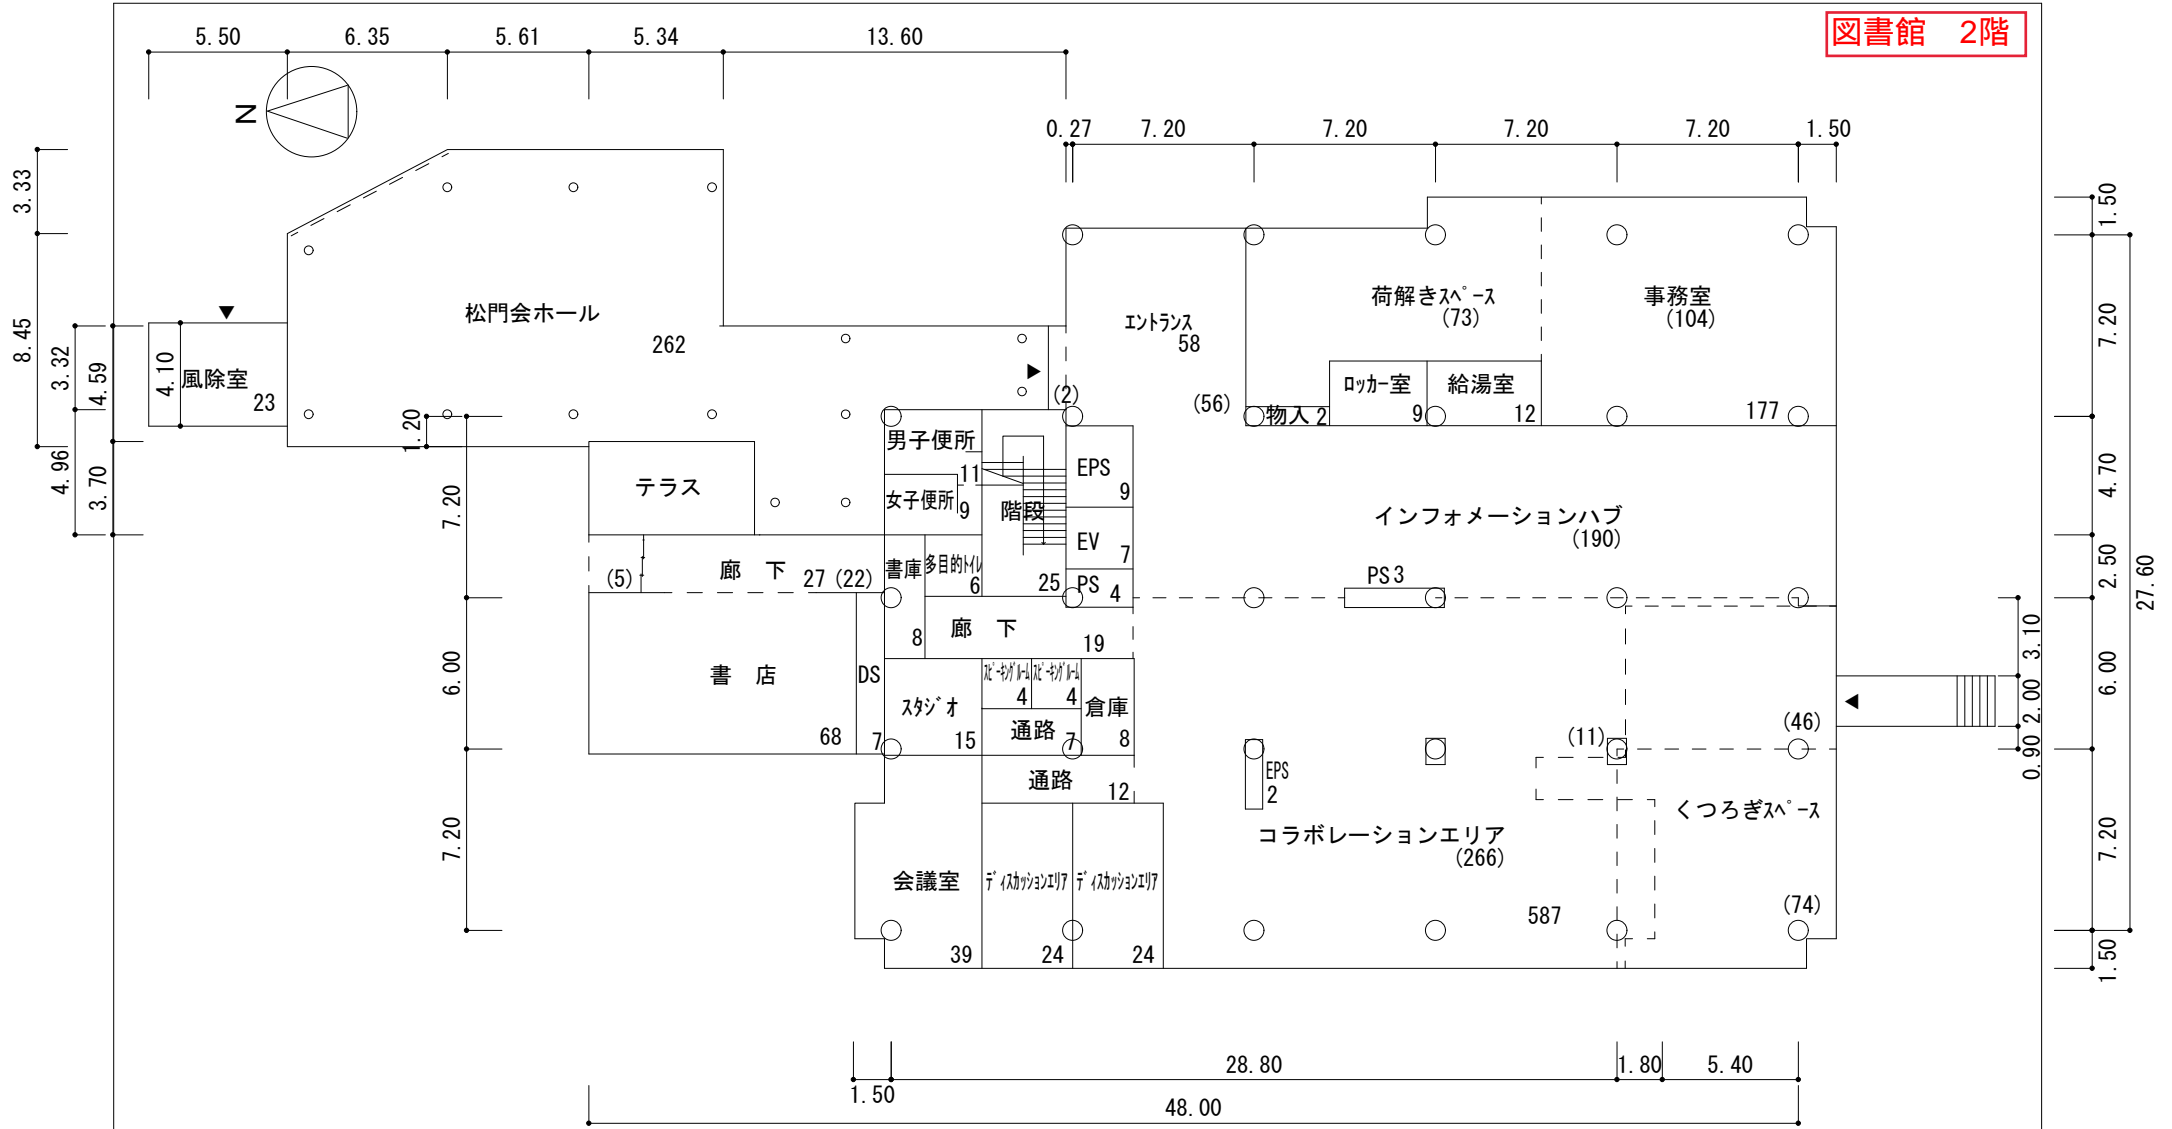 図書館　2階
5.50
6.35
5.61
5.34
13.60
N
0.27
7.20
7.20
7.20
7.20
1.50
3.33
8.45
3.32
4.59
4.10
4.96
3.70
1.20
1.50
7.20
4.70
2.50
27.60
松門会ホール
262
風除室
23
エントランス
58
(56)
(2)
荷解きスペース
(73)
事務室
(104)
ロッカー室
9
給湯室
12
物入 2
177
男子便所
11
女子便所
9
階段
25
EPS
9
EV
7
PS
4
テラス
インフォメーションハブ
(190)
PS3
廊　下
27 (22)
(5)
書庫
8
多目的トイレ
6
廊　下
19
7.20
6.00
7.20
書　店
68
DS
7
スタジオ
15
スピーキングルーム
4
スピーキングルーム
4
通路
7
倉庫
8
通路
12
EPS
2
(11)
(46)
3.10
2.00
0.90
6.00
7.20
1.50
くつろぎスペース
(74)
コラボレーションエリア
(266)
587
会議室
39
ディスカッションエリア
24
ディスカッションエリア
24
1.50
28.80
1.80
5.40
48.00